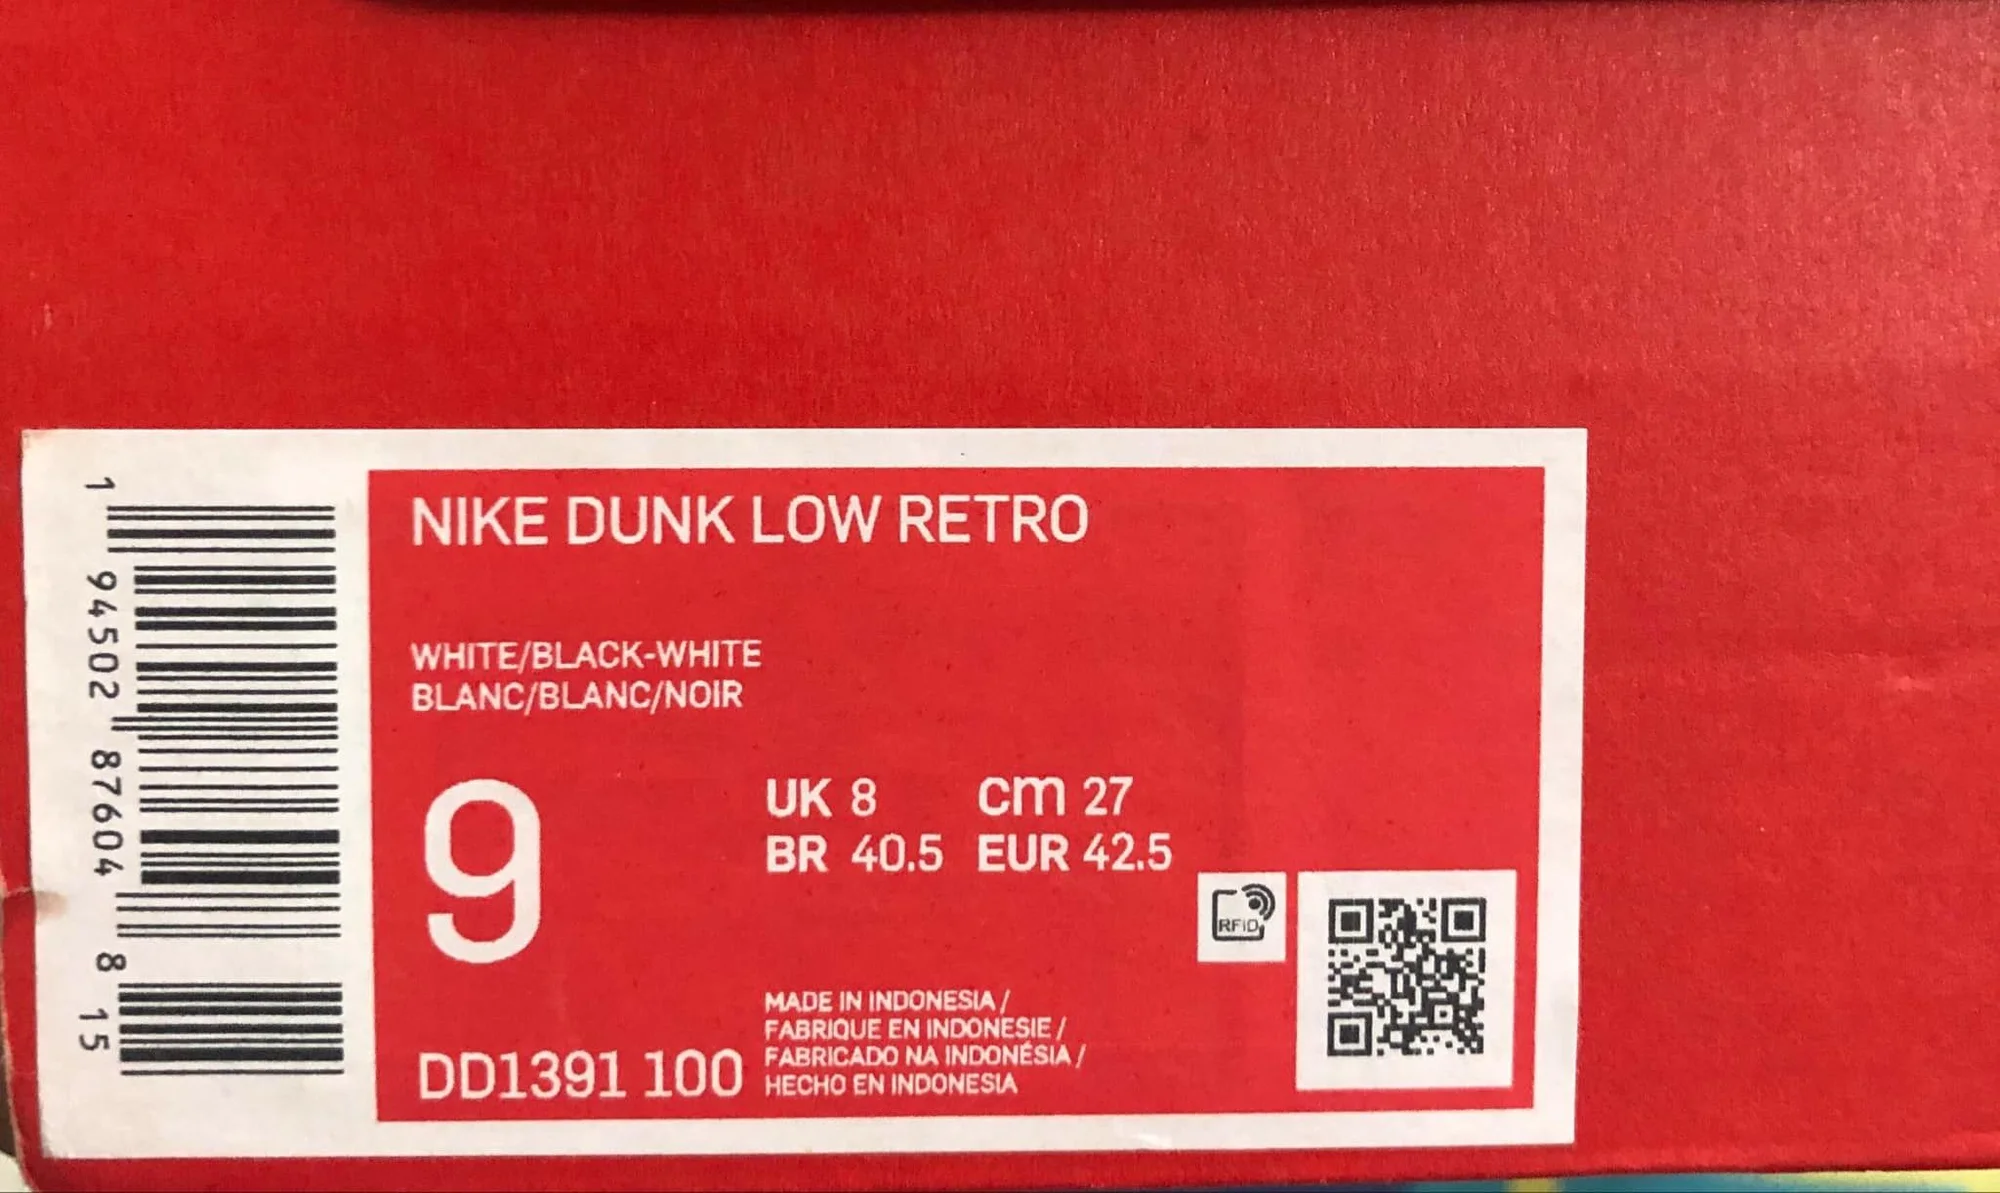 NIKE DUNK LOW RETRO
WHITE/BLACK-WHITE
BLANC/BLANC/NOIR
9
UK 8 cm 27
BR 40.5 EUR 42.5
RFID
MADE IN INDONESIA /
FABRIQUE EN INDONESIE /
FABRICADO NA INDONÉSIA /
HECHO EN INDONESIA
DD1391 100
1 94502 87604 8
15